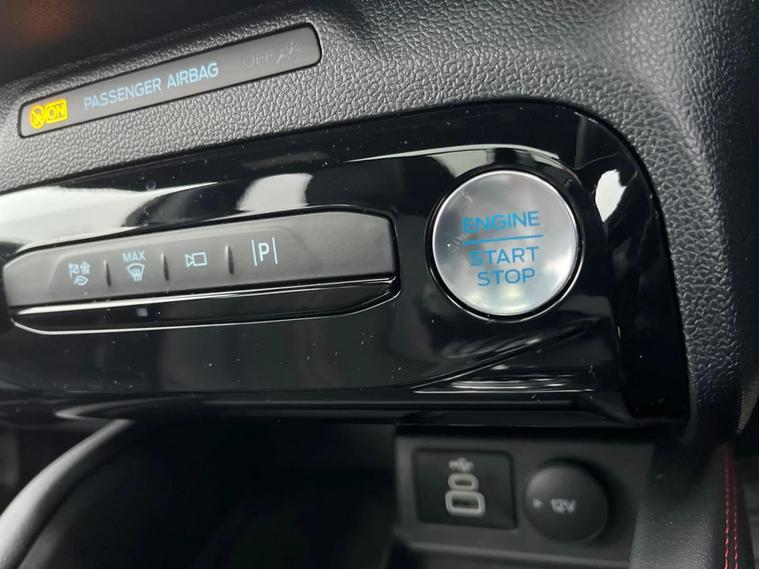 ON PASSENGER AIRBAG OFF
MAX
P
ENGINE
START
STOP
12V